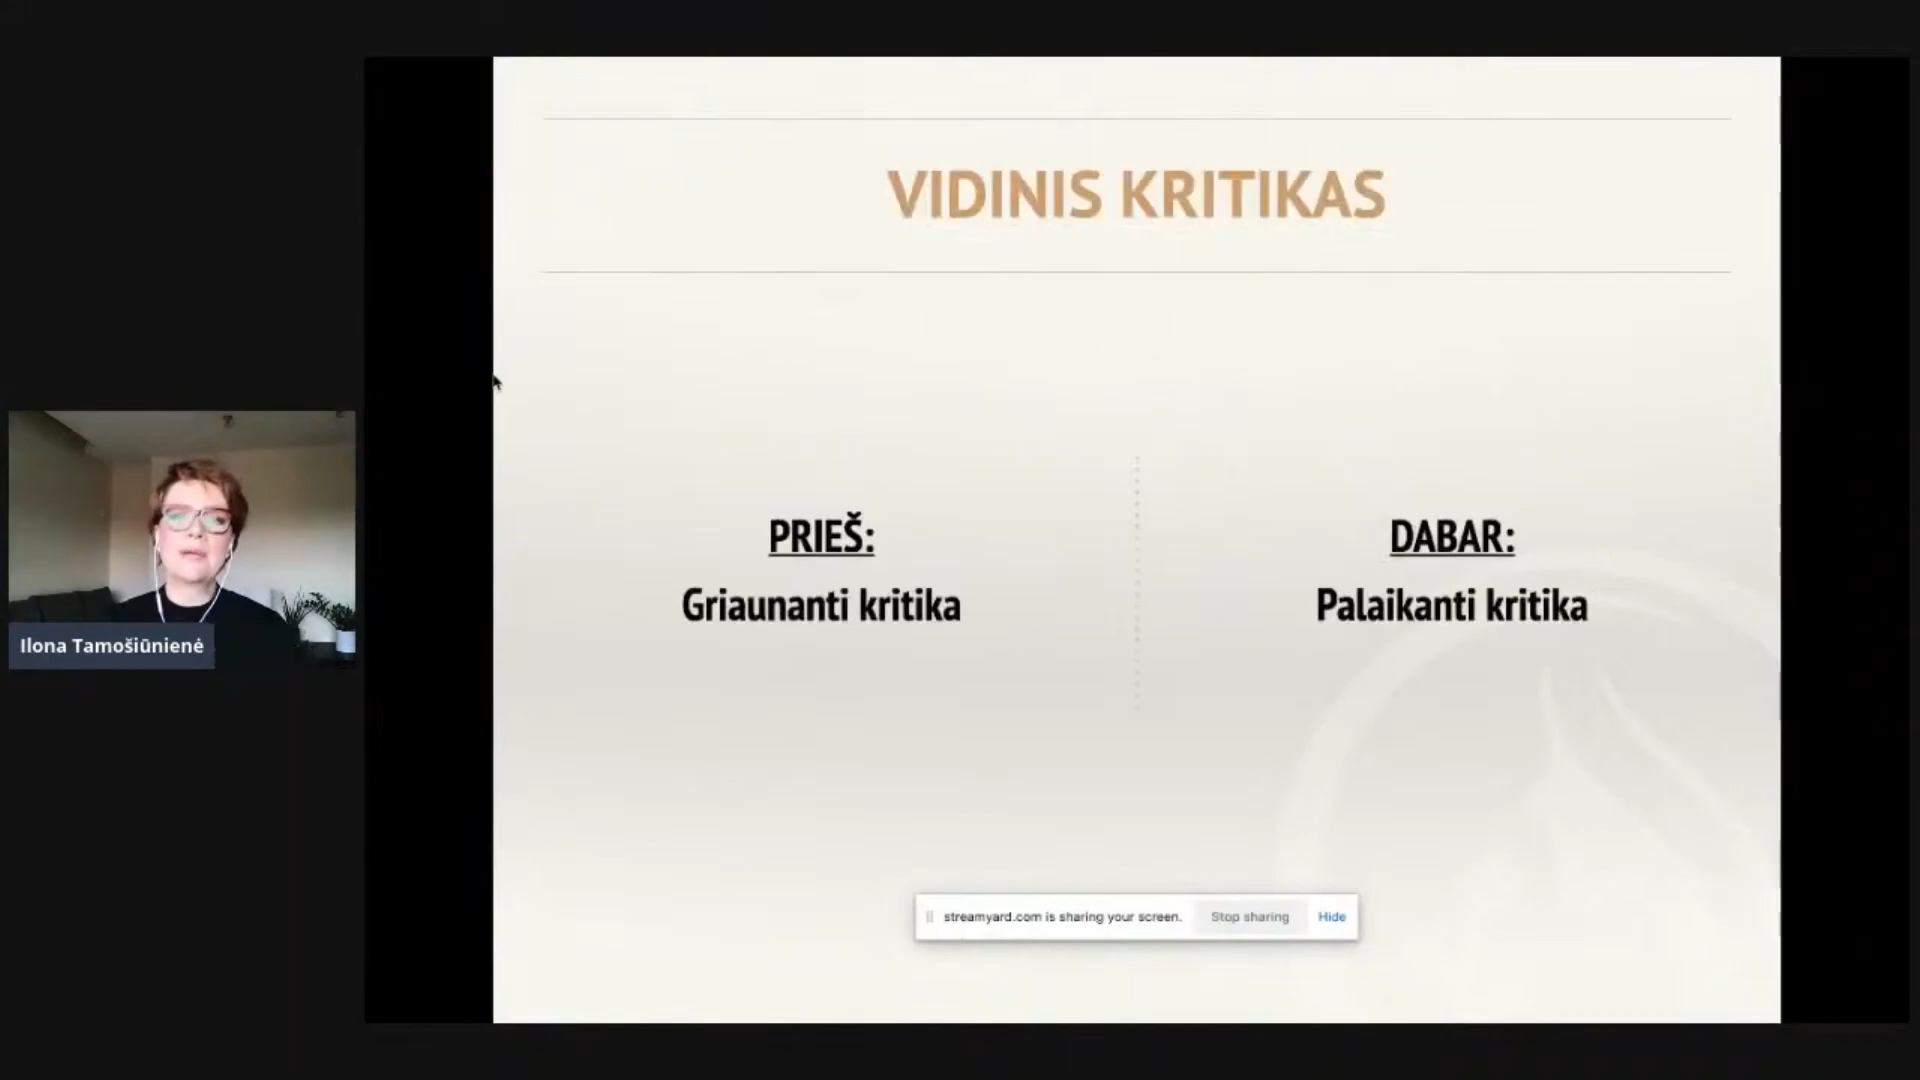 VIDINIS KRITIKAS
PRIEŠ:
Griaunanti kritika
DABAR:
Palaikanti kritika
Ilona Tamošiūnienė
streamyard.com is sharing your screen. Stop sharing Hide